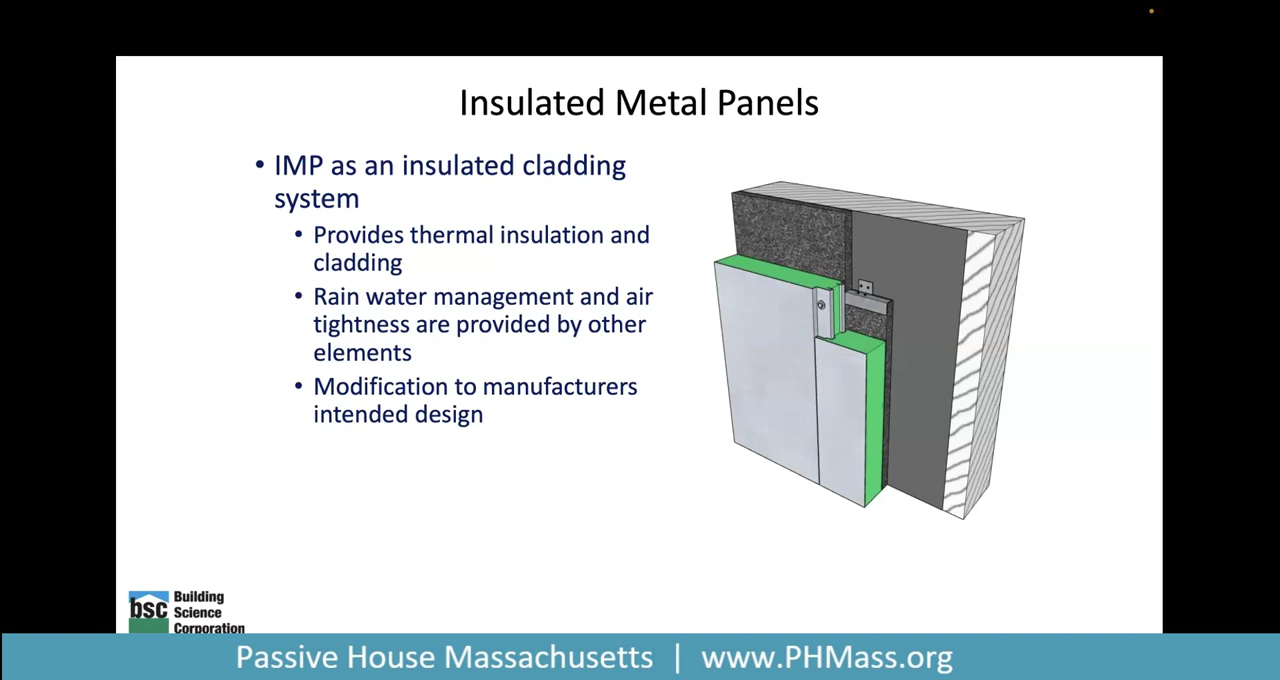 Insulated Metal Panels
• IMP as an insulated cladding
system
• Provides thermal insulation and
cladding
• Rain water management and air
tightness are provided by other
elements
• Modification to manufacturers
intended design
bsc
Building
Science
Corporation
Passive House Massachusetts | www.PHMass.org